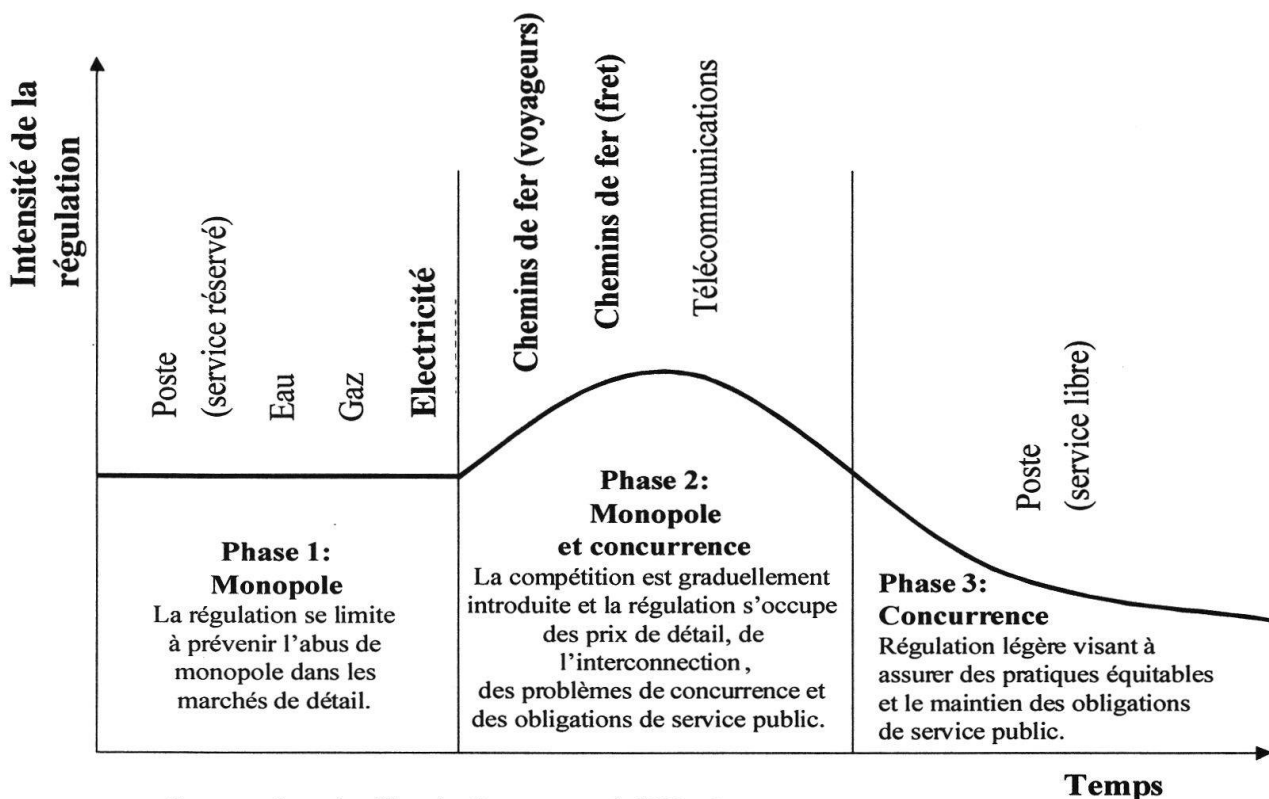 Intensité de la
régulation
Poste
(service réservé)
Eau
Gaz
Electricité
Chemins de fer (voyageurs)
Chemins de fer (fret)
Télécommunications
Poste
(service libre)
Phase 1:
Monopole
La régulation se limite
à prévenir l'abus de
monopole dans les
marchés de détail.
Phase 2:
Monopole
et concurrence
La compétition est graduellement
introduite et la régulation s'occupe
des prix de détail, de
l'interconnection,
des problèmes de concurrence et
des obligations de service public.
Phase 3:
Concurrence
Régulation légère visant à
assurer des pratiques équitables
et le maintien des obligations
de service public.
Temps